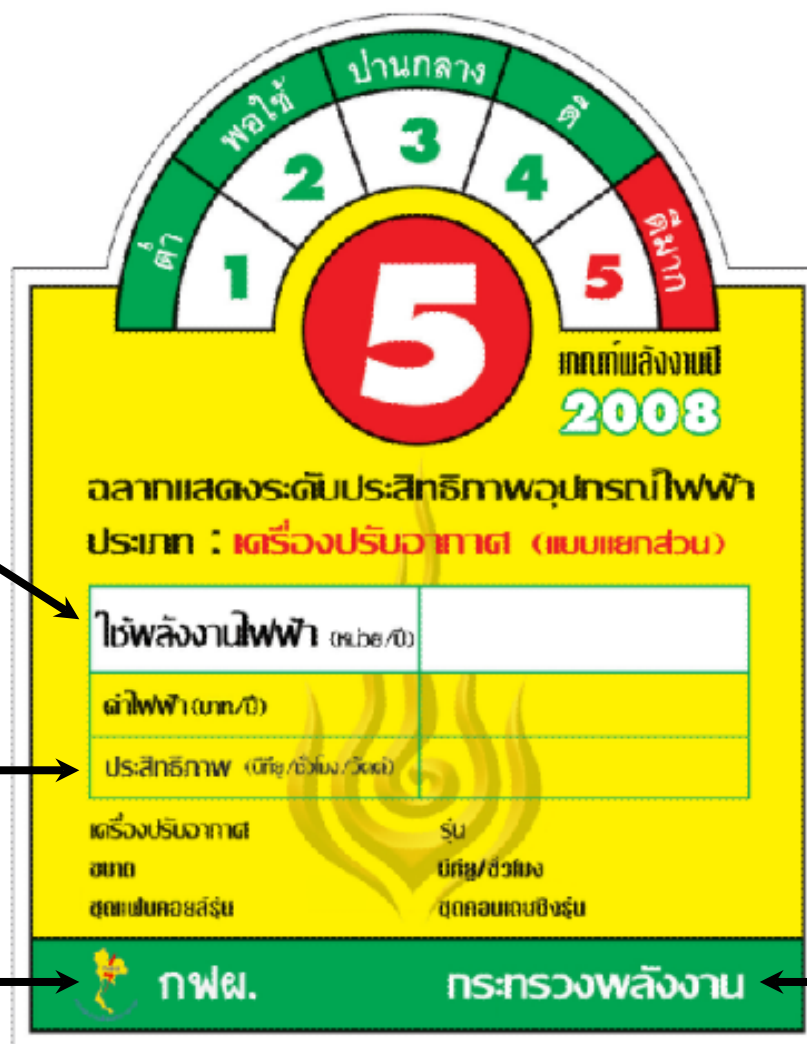 ต่ำ พอใช้ ปานกลาง ดี ดีมาก
1 2 3 4 5
5
เกณฑ์พลังงานปี
2008
ฉลากแสดงระดับประสิทธิภาพอุปกรณ์ไฟฟ้า
ประเภท : เครื่องปรับอากาศ (แบบแยกส่วน)
ใช้พลังงานไฟฟ้า (หน่วย/ปี)
ค่าไฟฟ้า (บาท/ปี)
ประสิทธิภาพ (บีทียู/ชั่วโมง/วัตต์)
เครื่องปรับอากาศ รุ่น
ขนาด บีทียู/ชั่วโมง
ชุดแฟนคอยล์รุ่น ชุดคอนเดนซิ่งรุ่น
กฟผ. กระทรวงพลังงาน